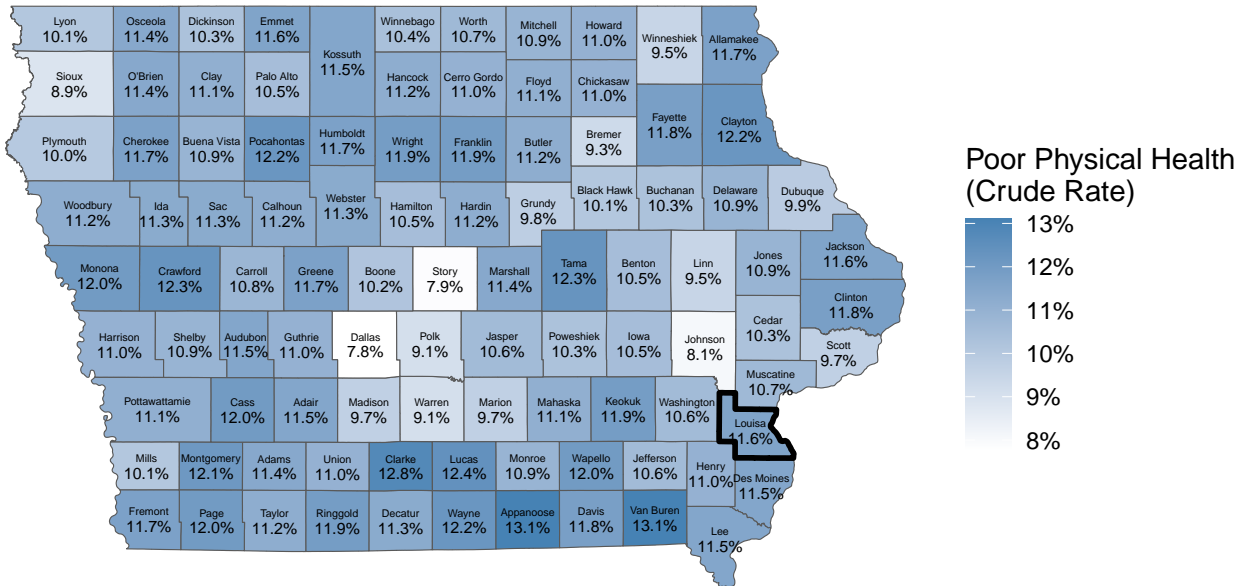 Lyon
10.1%
Osceola
11.4%
Dickinson
10.3%
Emmet
11.6%
Kossuth
11.5%
Winnebago
10.4%
Worth
10.7%
Mitchell
10.9%
Howard
11.0%
Winneshiek
9.5%
Allamakee
11.7%
Sioux
8.9%
O'Brien
11.4%
Clay
11.1%
Palo Alto
10.5%
Hancock
11.2%
Cerro Gordo
11.0%
Floyd
11.1%
Chickasaw
11.0%
Plymouth
10.0%
Cherokee
11.7%
Buena Vista
10.9%
Pocahontas
12.2%
Humboldt
11.7%
Wright
11.9%
Franklin
11.9%
Butler
11.2%
Bremer
9.3%
Fayette
11.8%
Clayton
12.2%
Woodbury
11.2%
Ida
11.3%
Sac
11.3%
Calhoun
11.2%
Webster
11.3%
Hamilton
10.5%
Hardin
11.2%
Grundy
9.8%
Black Hawk
10.1%
Buchanan
10.3%
Delaware
10.9%
Dubuque
9.9%
Monona
12.0%
Crawford
12.3%
Carroll
10.8%
Greene
11.7%
Boone
10.2%
Story
7.9%
Marshall
11.4%
Tama
12.3%
Benton
10.5%
Linn
9.5%
Jones
10.9%
Jackson
11.6%
Clinton
11.8%
Harrison
11.0%
Shelby
10.9%
Audubon
11.5%
Guthrie
11.0%
Dallas
7.8%
Polk
9.1%
Jasper
10.6%
Poweshiek
10.3%
Iowa
10.5%
Johnson
8.1%
Cedar
10.3%
Scott
9.7%
Muscatine
10.7%
Pottawattamie
11.1%
Cass
12.0%
Adair
11.5%
Madison
9.7%
Warren
9.1%
Marion
9.7%
Mahaska
11.1%
Keokuk
11.9%
Washington
10.6%
Louisa
11.6%
Mills
10.1%
Montgomery
12.1%
Adams
11.4%
Union
11.0%
Clarke
12.8%
Lucas
12.4%
Monroe
10.9%
Wapello
12.0%
Jefferson
10.6%
Henry
11.0%
Des Moines
11.5%
Fremont
11.7%
Page
12.0%
Taylor
11.2%
Ringgold
11.9%
Decatur
11.3%
Wayne
12.2%
Appanoose
13.1%
Davis
11.8%
Van Buren
13.1%
Lee
11.5%
Poor Physical Health
(Crude Rate)
13%
12%
11%
10%
9%
8%